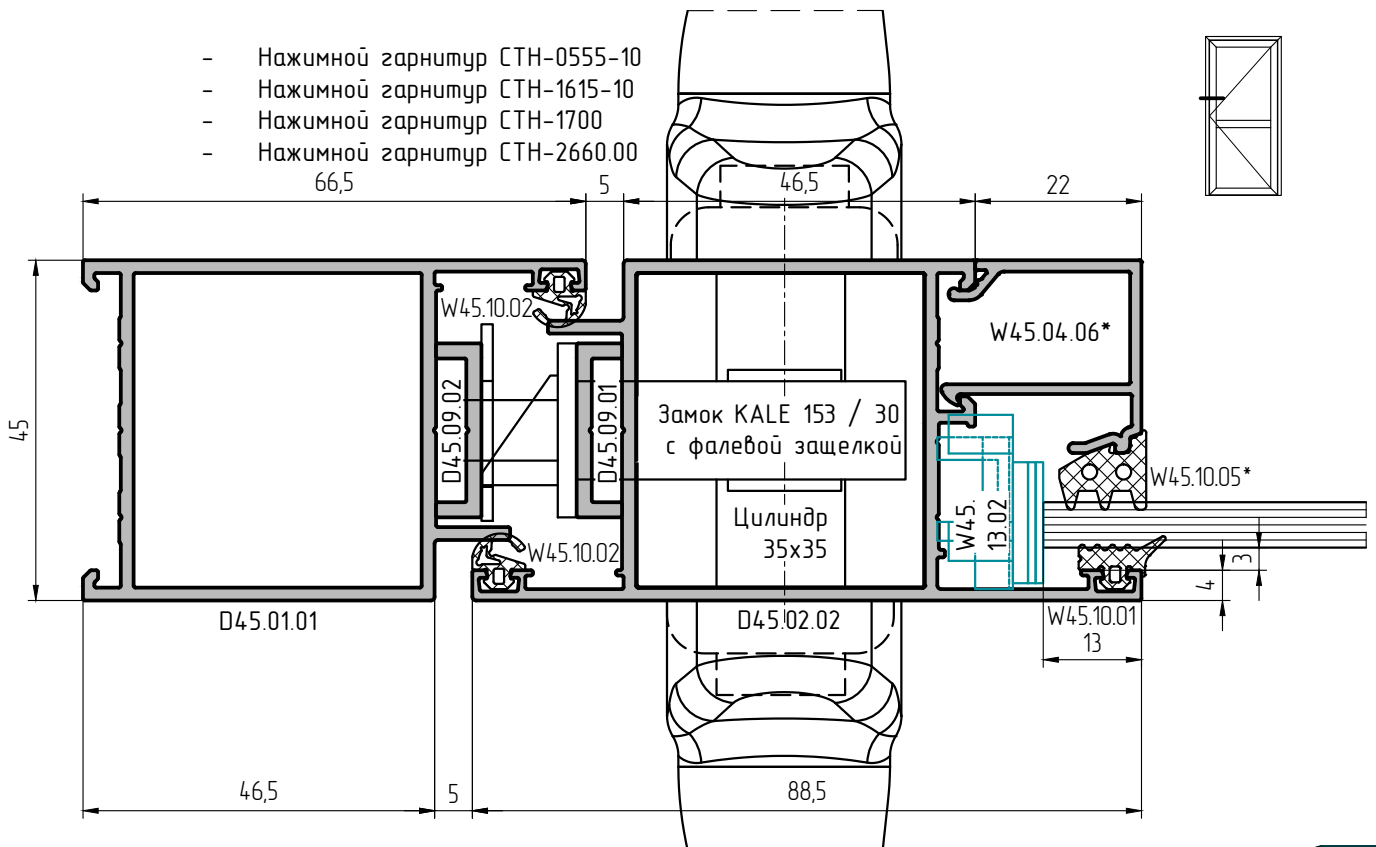 - Нажимной гарнитур СТН-0555-10
- Нажимной гарнитур СТН-1615-10
- Нажимной гарнитур СТН-1700
- Нажимной гарнитур СТН-2660.00
66,5
5
46,5
22
45
W45.10.02
W45.04.06*
D45.09.02
D45.09.01
Замок KALE 153 / 30
с фалевой защелкой
W45.10.05*
W45.
13.02
Цилиндр
35x35
W45.10.02
3
4
D45.01.01
D45.02.02
W45.10.01
13
46,5
5
88,5